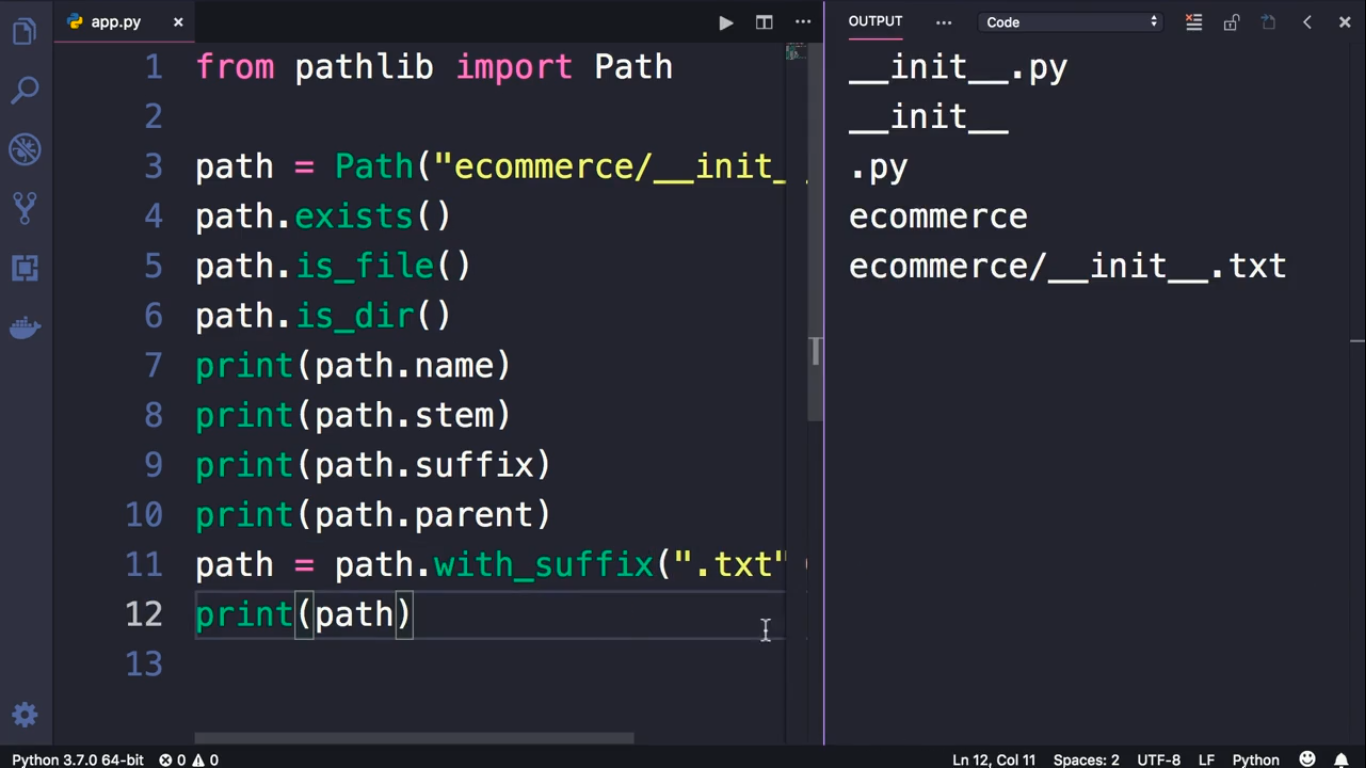 app.py
OUTPUT
Code
1 from pathlib import Path
2
3 path = Path("ecommerce/__init_
4 path.exists()
5 path.is_file()
6 path.is_dir()
7 print(path.name)
8 print(path.stem)
9 print(path.suffix)
10 print(path.parent)
11 path = path.with_suffix(".txt"
12 print(path)
13
__init__.py
__init__
.py
ecommerce
ecommerce/__init__.txt
Python 3.7.0 64-bit 0 0 Ln 12, Col 11 Spaces: 2 UTF-8 LF Python